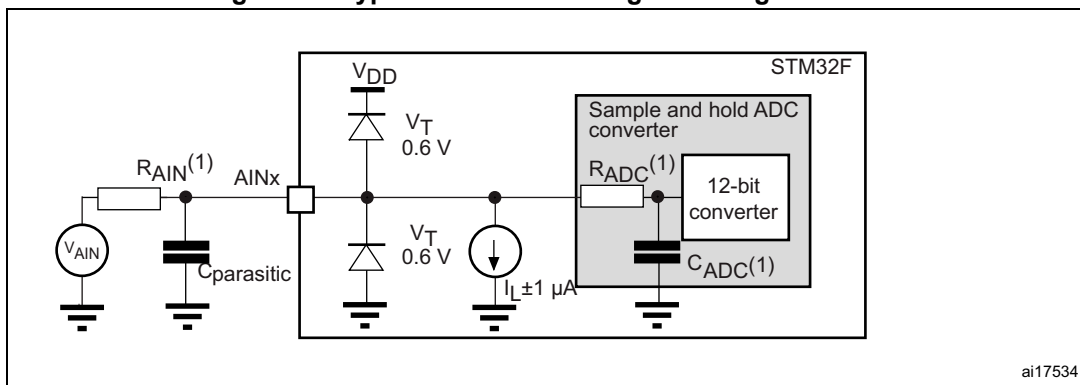 STM32F
VDD
Sample and hold ADC
converter
VT
0.6 V
RAIN(1)
AINx
RADC(1)
12-bit
converter
VAIN
Cparasitic
VT
0.6 V
IL±1 µA
CADC(1)
ai17534